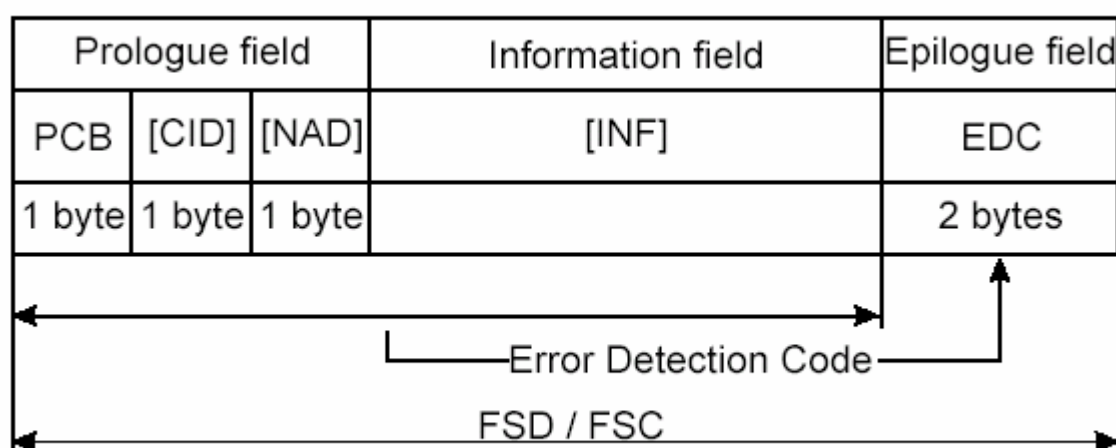 Prologue field Information field Epilogue field
PCB [CID] [NAD] [INF] EDC
1 byte 1 byte 1 byte 2 bytes
Error Detection Code
FSD / FSC